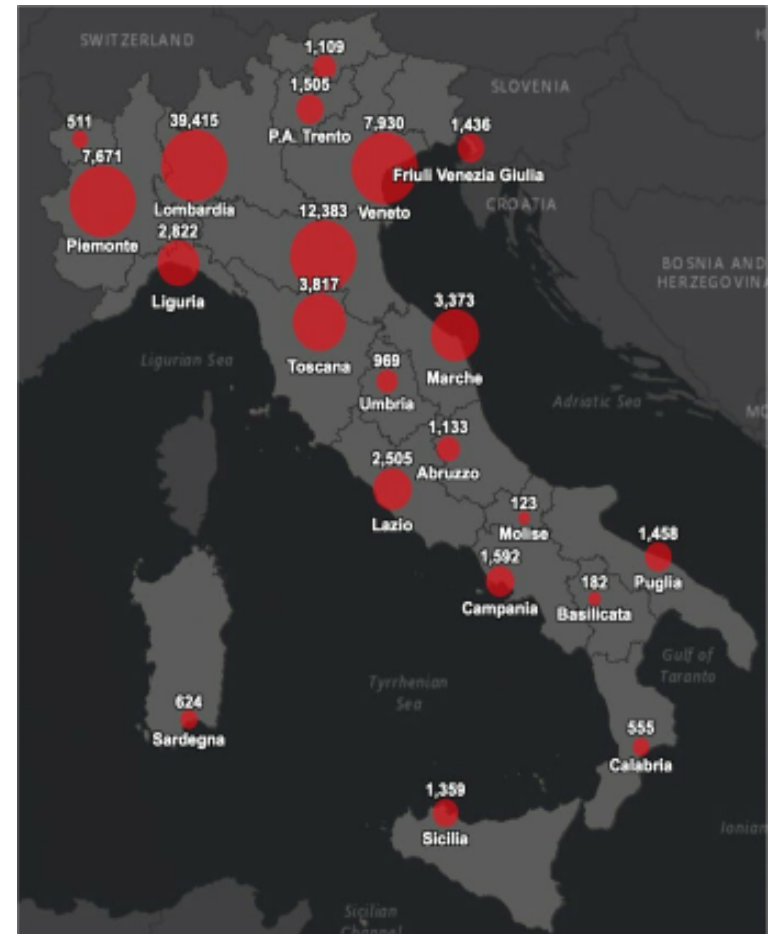 SWITZERLAND
H
1,109
SLOVENIA
1,505
P.A. Trento
511
39,415
7,930
1,436
7,671
Friuli Venezia Giulia
Lombardia
12,383
Veneto
CROATIA
Piemonte
2,822
BOSNIA AND
HERZEGOVINA
3,817
Liguria
3,373
Ligurian Sea
Toscana
969
Marche
Umbria
Adriatic Sea
MO
1,133
2,505
Abruzzo
123
Lazio
Molise
1,458
1,592
182
Puglia
Campania
Basilicata
Gulf of
Taranto
Tyrrhenian
Sea
624
Sardegna
555
Calabria
1,359
Sicilia
Ionian
Sicilian
Channel